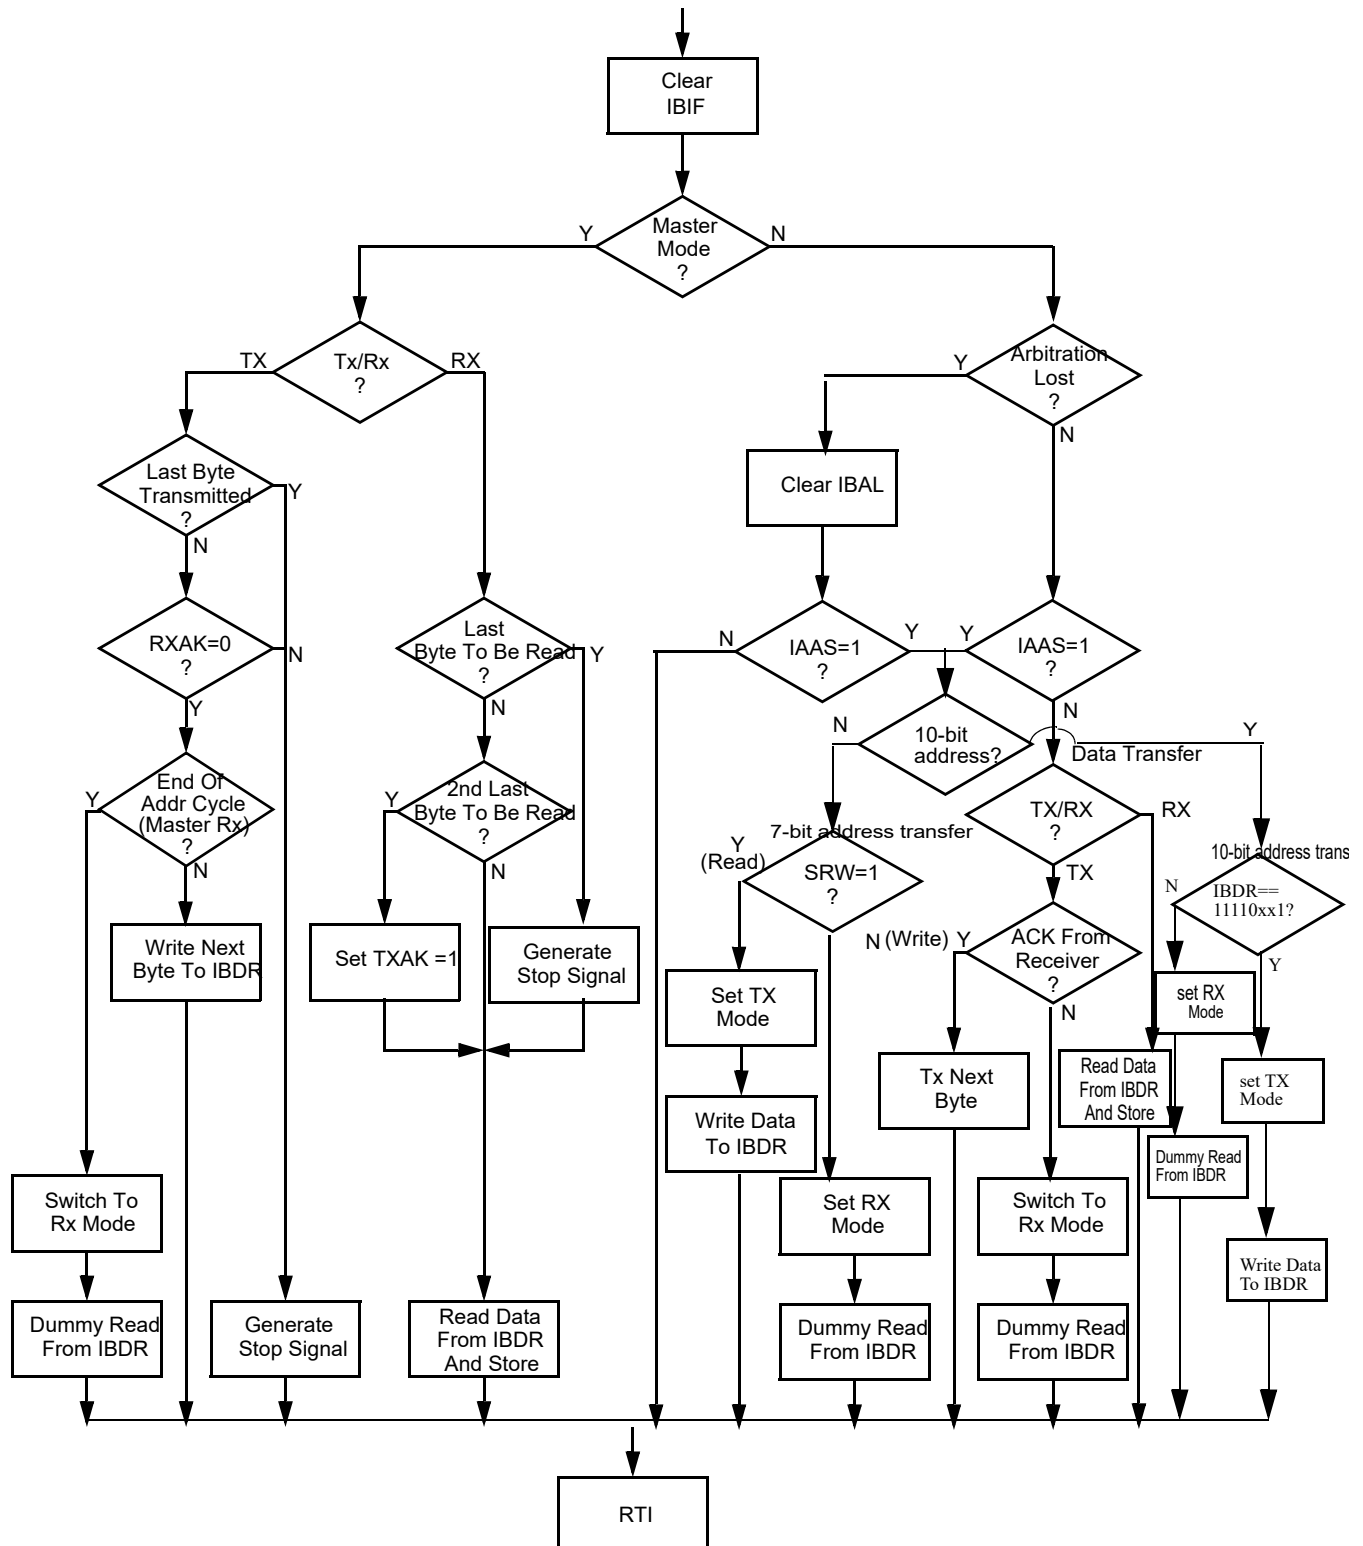 Clear
IBIF
Master
Mode
?
Y
N
Tx/Rx
?
TX
RX
Arbitration
Lost
?
Y
N
Last Byte
Transmitted
?
Y
N
Clear IBAL
RXAK=0
?
N
Y
Last
Byte To Be Read
?
Y
N
IAAS=1
?
N
Y
IAAS=1
?
Y
N
10-bit
address?
N
Y
Data Transfer
End Of
Addr Cycle
(Master Rx)
?
Y
N
2nd Last
Byte To Be Read
?
Y
N
7-bit address transfer
TX/RX
?
RX
TX
10-bit address trans
Y
(Read)
SRW=1
?
N (Write)
IBDR==
11110xx1?
N
Y
Write Next
Byte To IBDR
Set TXAK =1
Generate
Stop Signal
ACK From
Receiver
?
Y
N
Set TX
Mode
set RX
Mode
Tx Next
Byte
Read Data
From IBDR
And Store
set TX
Mode
Write Data
To IBDR
Dummy Read
From IBDR
Switch To
Rx Mode
Set RX
Mode
Switch To
Rx Mode
Write Data
To IBDR
Dummy Read
From IBDR
Generate
Stop Signal
Read Data
From IBDR
And Store
Dummy Read
From IBDR
Dummy Read
From IBDR
RTI